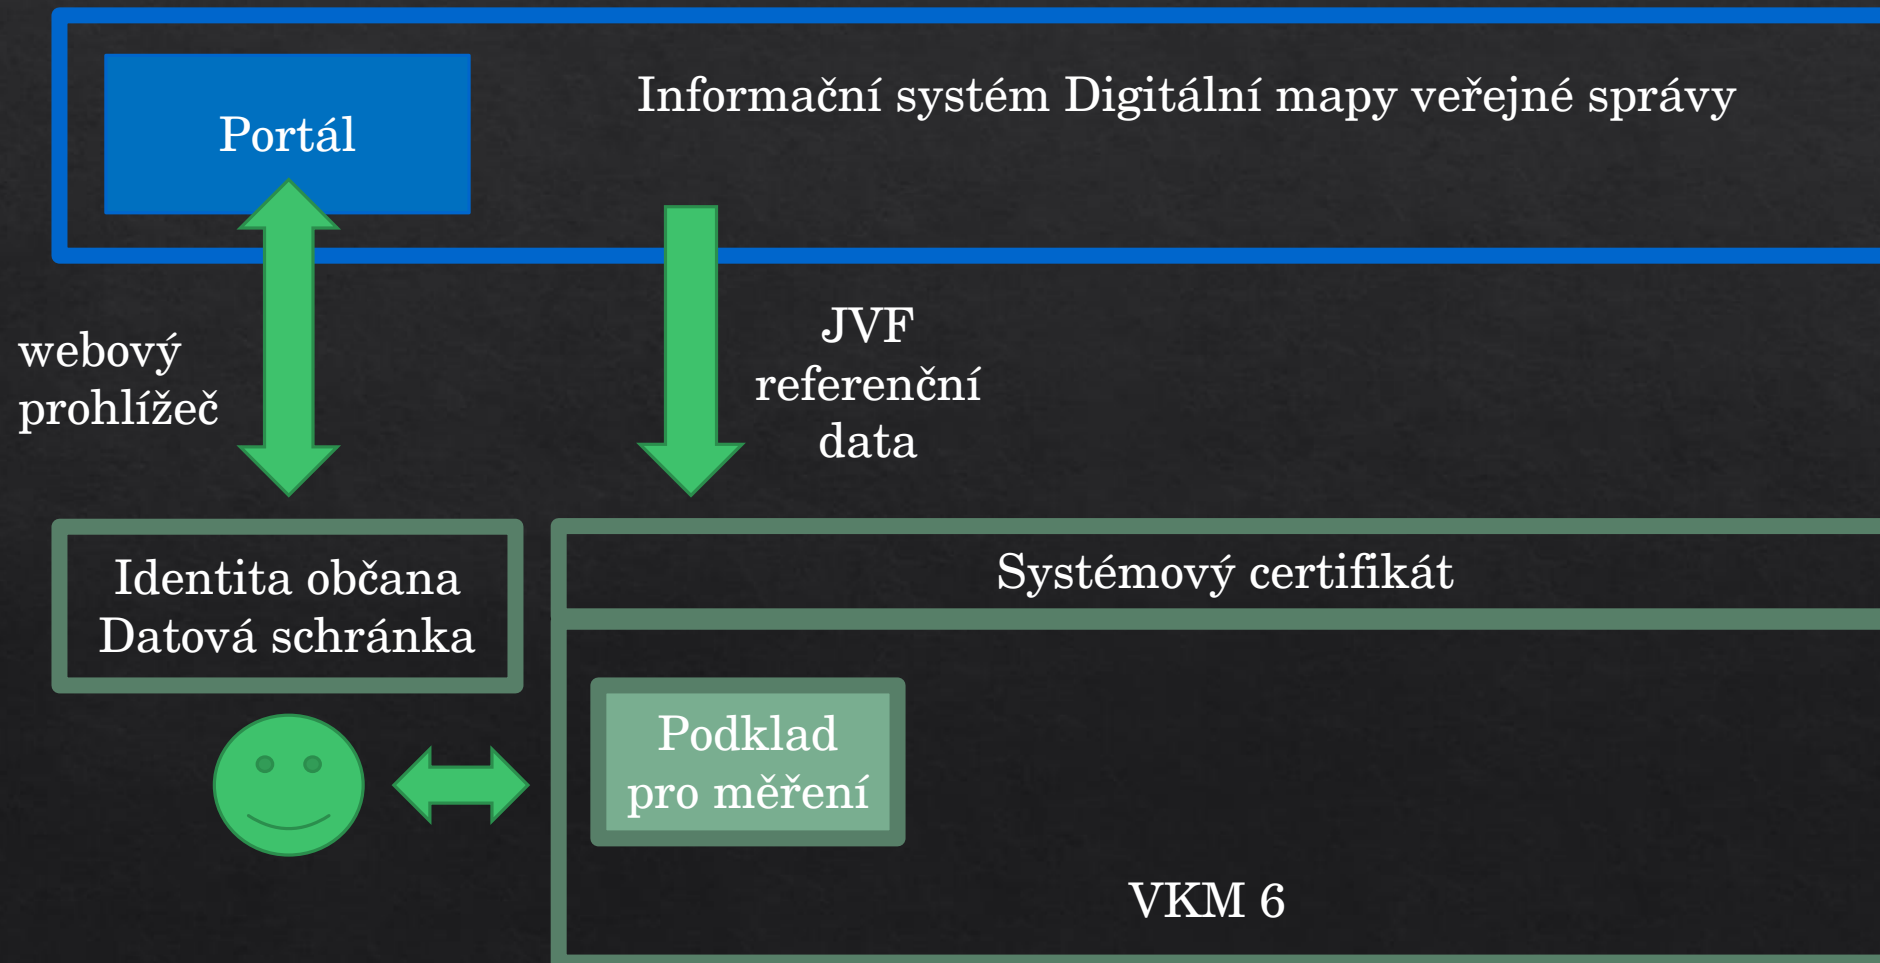 Informační systém Digitální mapy veřejné správy
Portál
webový
prohlížeč
JVF
referenční
data
Identita občana
Datová schránka
Systémový certifikát
Podklad
pro měření
VKM 6